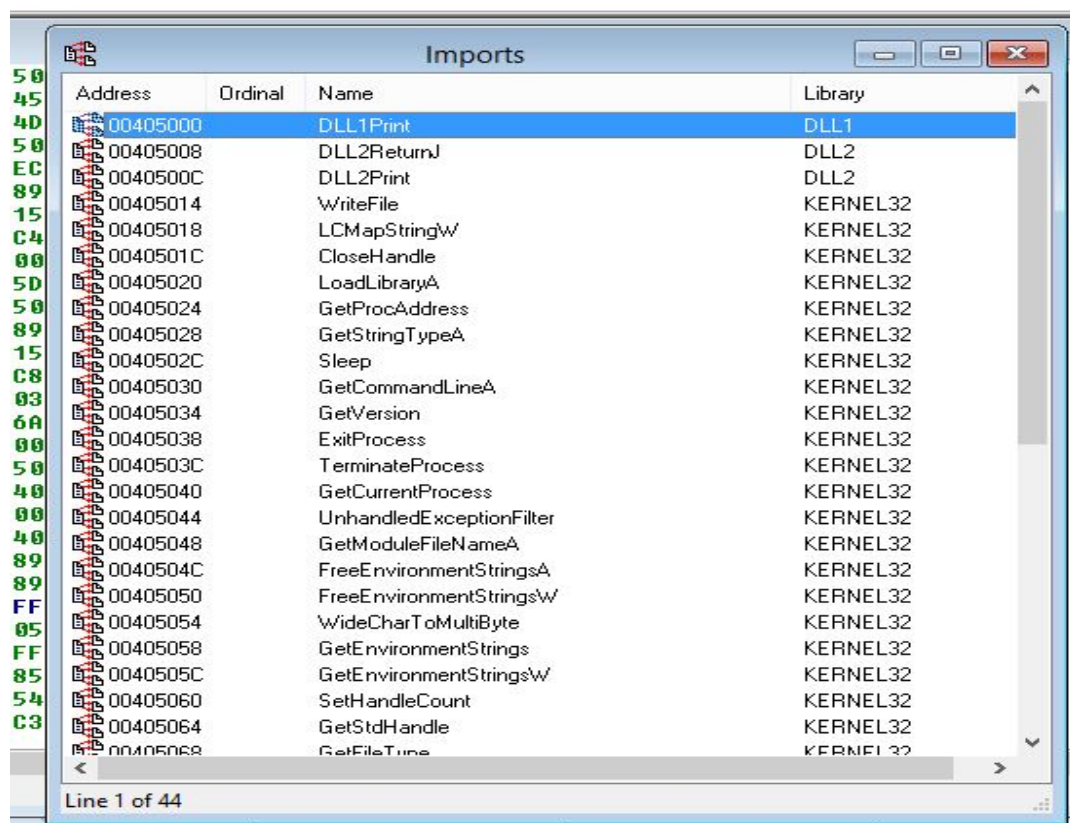 Imports
Address Ordinal Name Library
00405000 DLL1Print DLL1
00405008 DLL2ReturnJ DLL2
0040500C DLL2Print DLL2
00405014 WriteFile KERNEL32
00405018 LCMapStringW KERNEL32
0040501C CloseHandle KERNEL32
00405020 LoadLibraryA KERNEL32
00405024 GetProcAddress KERNEL32
00405028 GetStringTypeA KERNEL32
0040502C Sleep KERNEL32
00405030 GetCommandLineA KERNEL32
00405034 GetVersion KERNEL32
00405038 ExitProcess KERNEL32
0040503C TerminateProcess KERNEL32
00405040 GetCurrentProcess KERNEL32
00405044 UnhandledExceptionFilter KERNEL32
00405048 GetModuleFileNameA KERNEL32
0040504C FreeEnvironmentStringsA KERNEL32
00405050 FreeEnvironmentStringsW KERNEL32
00405054 WideCharToMultiByte KERNEL32
00405058 GetEnvironmentStrings KERNEL32
0040505C GetEnvironmentStringsW KERNEL32
00405060 SetHandleCount KERNEL32
00405064 GetStdHandle KERNEL32
00405068 GetFileType KERNEL32
Line 1 of 44
50
45
4D
50
EC
89
15
C4
00
5D
50
89
15
C8
03
6A
00
50
40
00
40
89
89
FF
05
FF
85
54
C3